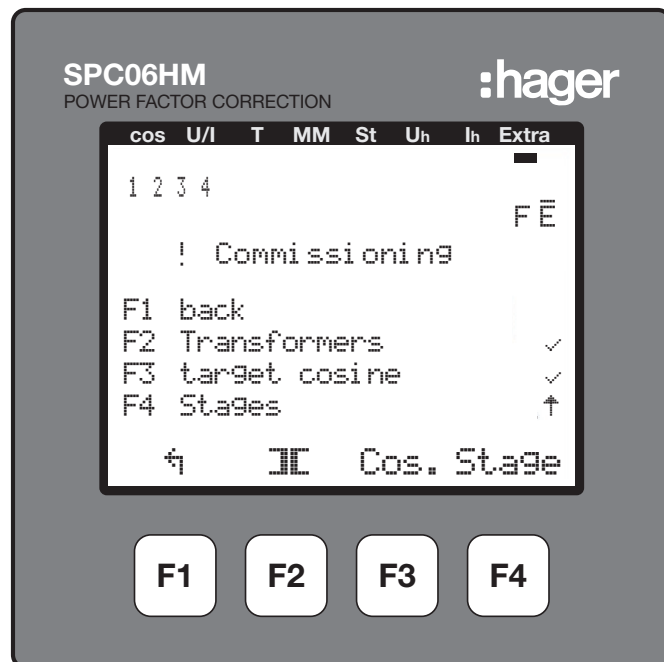 SPC06HM
:hager
POWER FACTOR CORRECTION
cos U/I T MM St Uh Ih Extra
1 2 3 4
F E
! Commissioning
F1 back
F2 Transformers ✓
F3 target cosine ✓
F4 Stages ↑
Cos. Stage
F1 F2 F3 F4